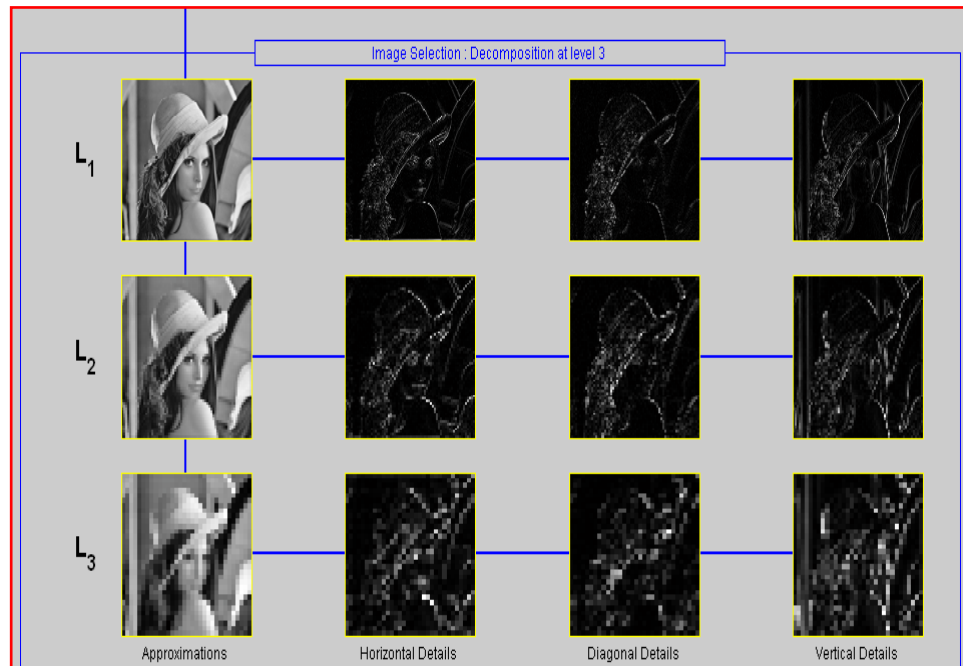 Image Selection : Decomposition at level 3
L1
L2
L3
Approximations Horizontal Details Diagonal Details Vertical Details